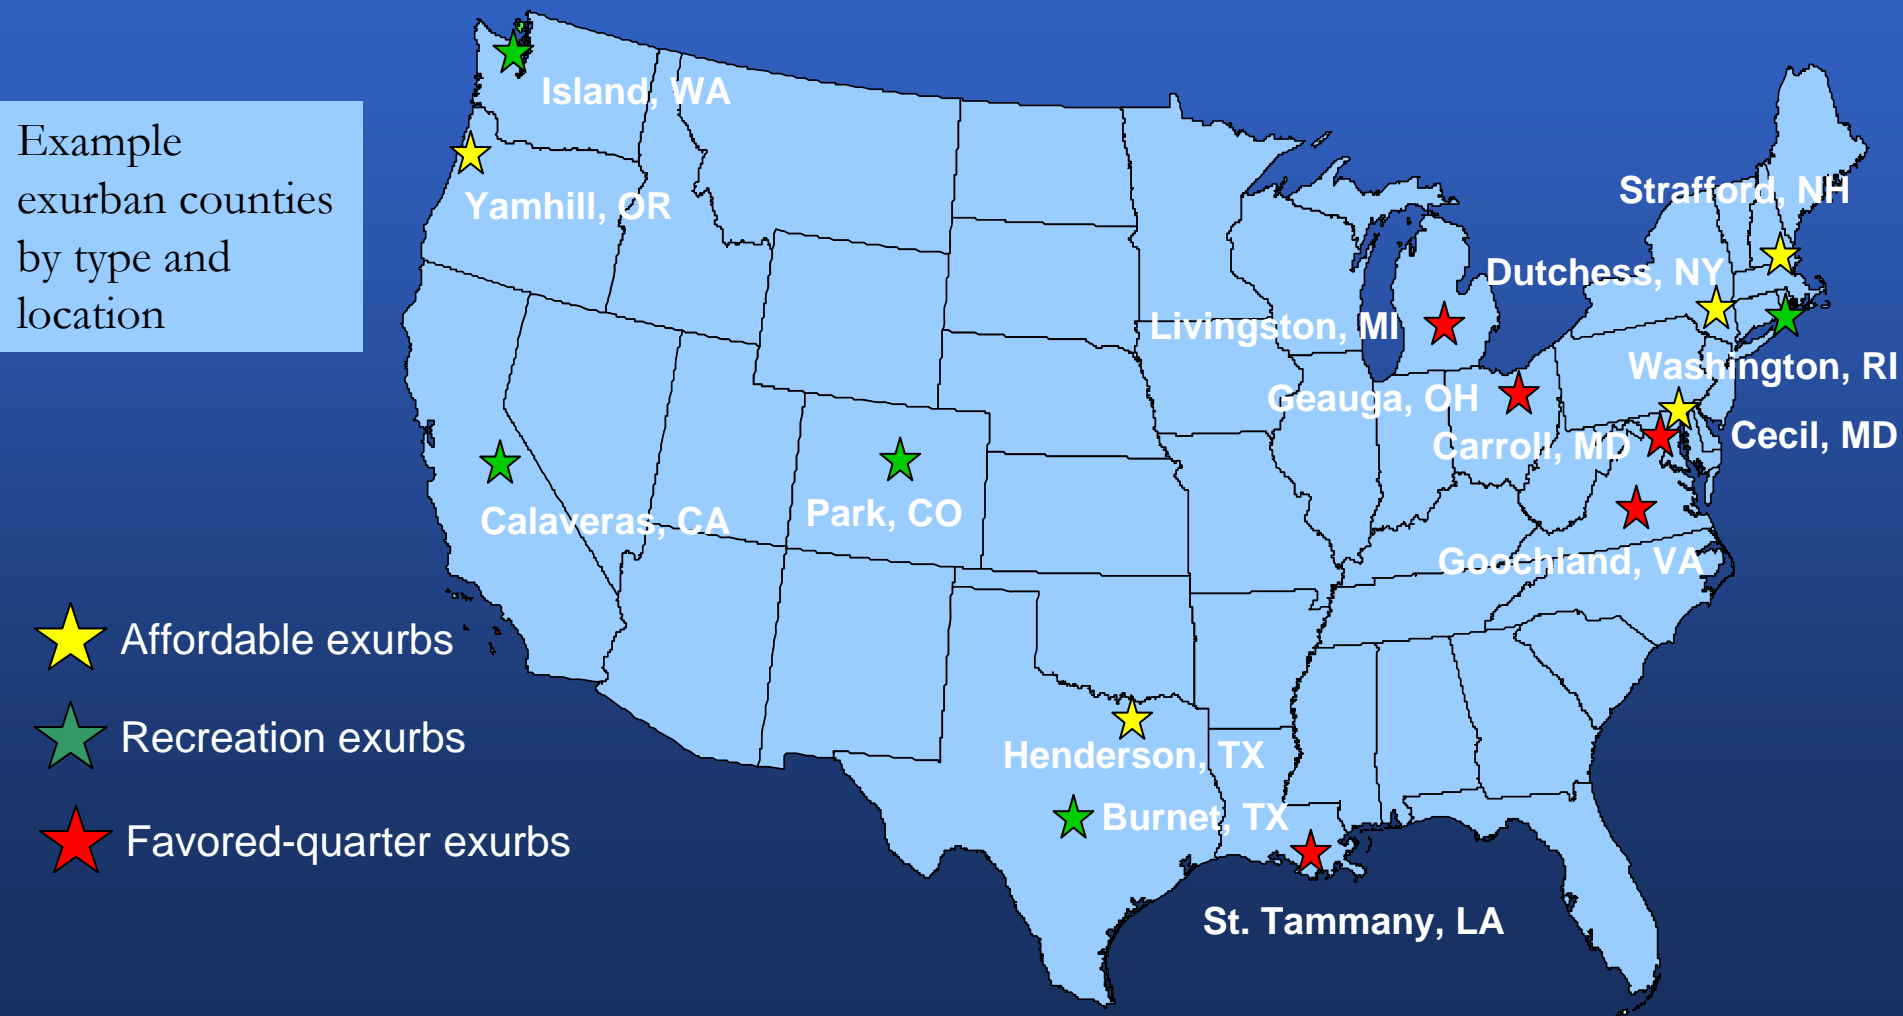 Example
exurban counties
by type and
location
Island, WA
Yamhill, OR
Strafford, NH
Dutchess, NY
Livingston, MI
Washington, RI
Geauga, OH
Carroll, MD
Cecil, MD
Calaveras, CA
Park, CO
Goochland, VA
Affordable exurbs
Recreation exurbs
Henderson, TX
Burnet, TX
Favored-quarter exurbs
St. Tammany, LA